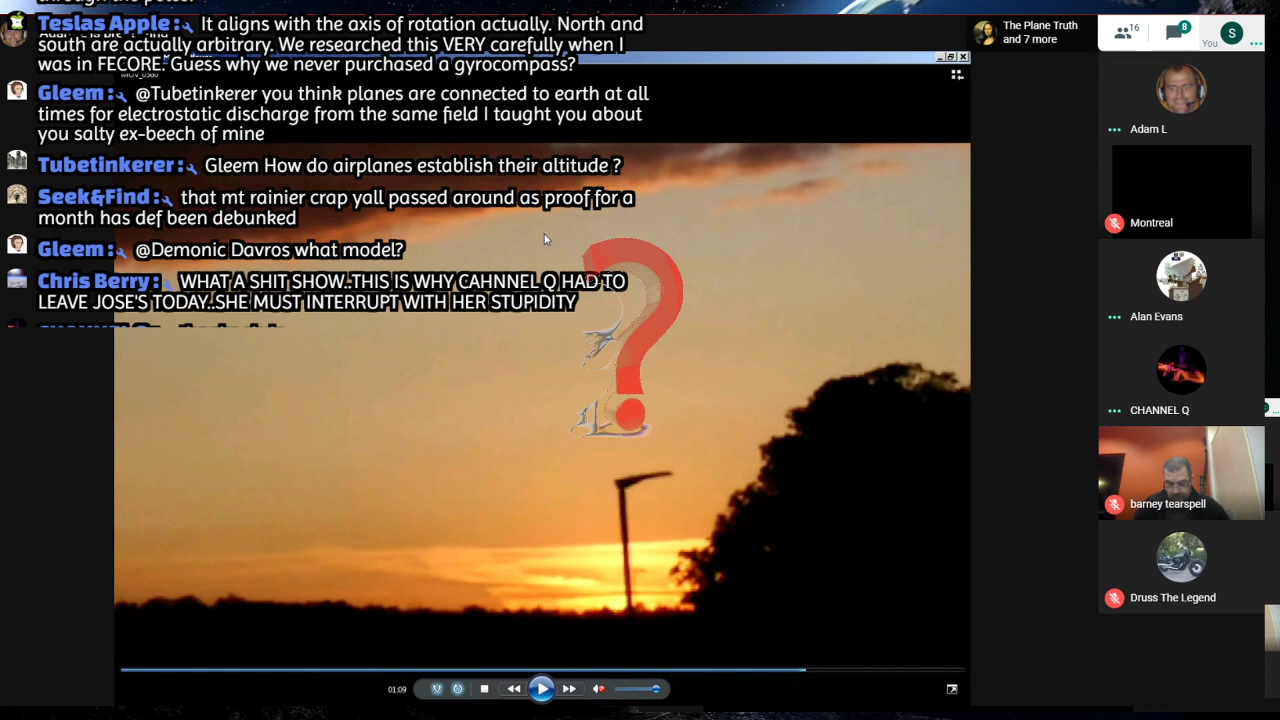 Teslas Apple: It aligns with the axis of rotation actually. North and
south are actually arbitrary. We researched this VERY carefully when I
was in FECORE. Guess why we never purchased a gyrocompass?
Gleem: @Tubetinkerer you think planes are connected to earth at all
times for electrostatic discharge from the same field I taught you about
you salty ex-beech of mine
Tubetinkerer: Gleem How do airplanes establish their altitude ?
Seek&Find: that mt rainier crap yall passed around as proof for a
month has def been debunked
Gleem: @Demonic Davros what model?
Chris Berry: WHAT A SHIT SHOW..THIS IS WHY CAHNNEL Q HAD TO
LEAVE JOSE'S TODAY..SHE MUST INTERRUPT WITH HER STUPIDITY
01:09
The Plane Truth
and 7 more
16
8
You
S
Adam L
Montreal
Alan Evans
CHANNEL Q
barney tearspell
Druss The Legend